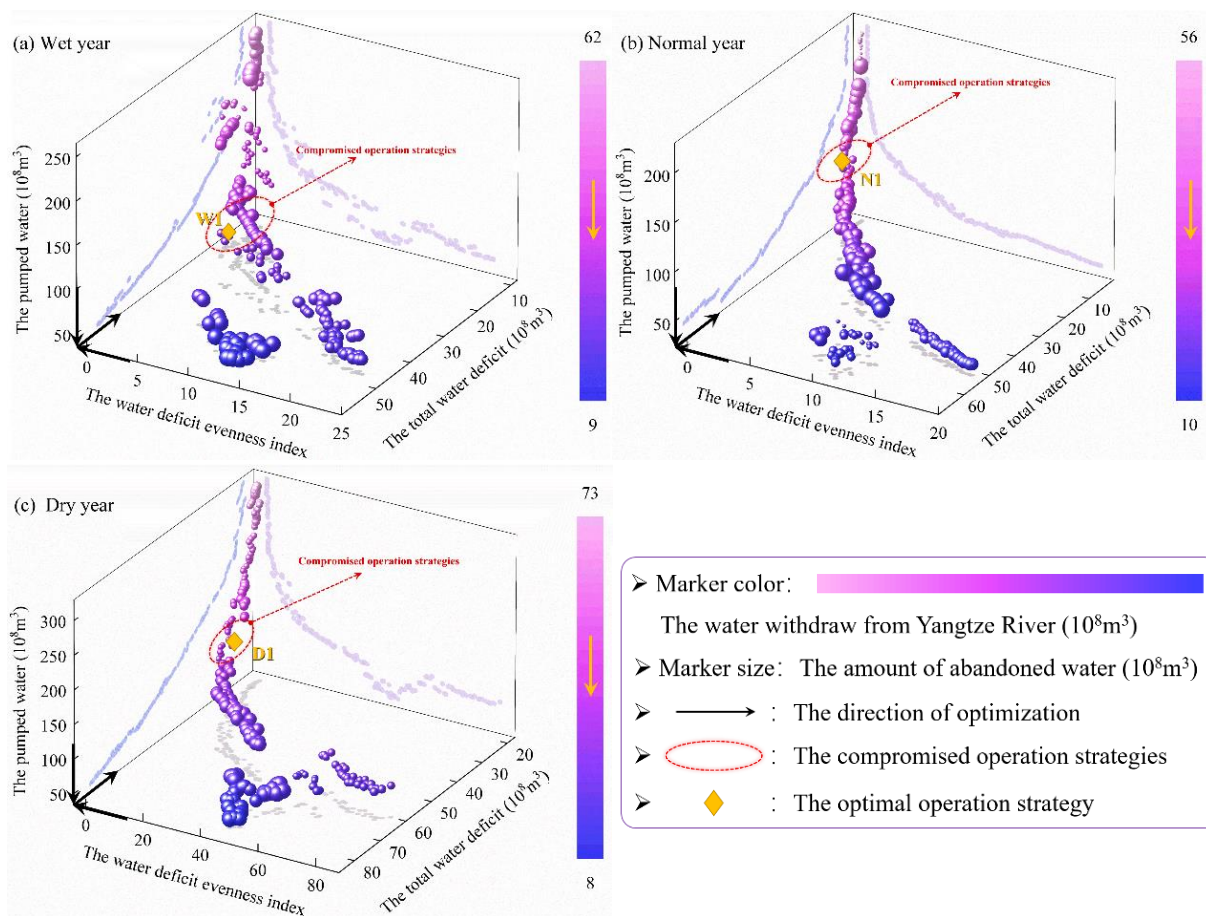 (a) Wet year
62
Compromised operation strategies
W1
The pumped water (10⁸m³)
250
200
150
100
50
0
5
10
15
20
25
The water deficit evenness index
50
40
30
20
10
The total water deficit (10⁸m³)
9
(b) Normal year
56
Compromised operation strategies
N1
The pumped water (10⁸m³)
200
150
100
50
0
5
10
15
20
The water deficit evenness index
60
50
40
30
20
10
The total water deficit (10⁸m³)
10
(c) Dry year
73
Compromised operation strategies
D1
The pumped water (10⁸m³)
300
250
200
150
100
50
0
20
40
60
80
The water deficit evenness index
80
70
60
50
40
30
20
The total water deficit (10⁸m³)
8
➢ Marker color:
The water withdraw from Yangtze River (10⁸m³)
➢ Marker size: The amount of abandoned water (10⁸m³)
➢ : The direction of optimization
➢ : The compromised operation strategies
➢ : The optimal operation strategy